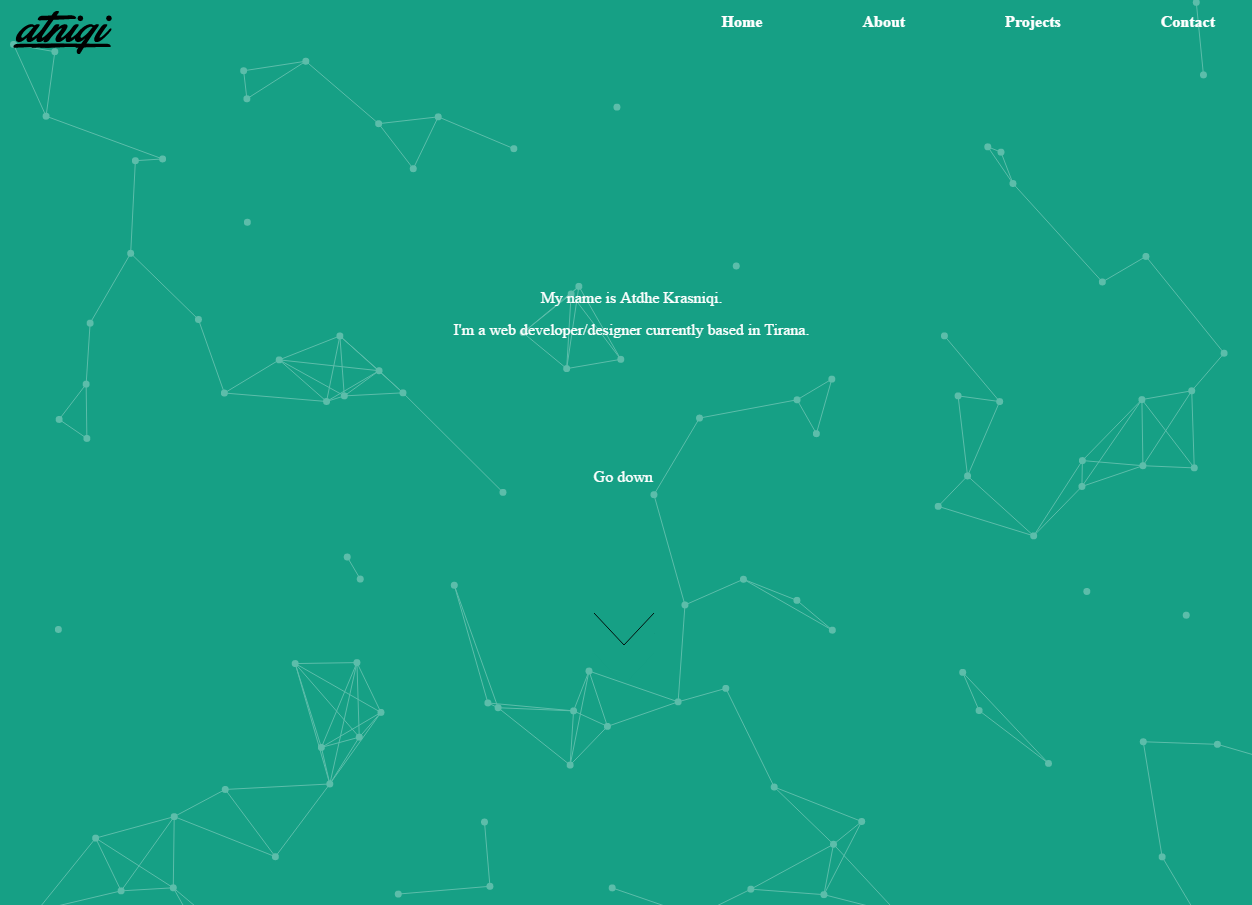 atniqi
Home About Projects Contact
My name is Atdhe Krasniqi.
I'm a web developer/designer currently based in Tirana.
Go down